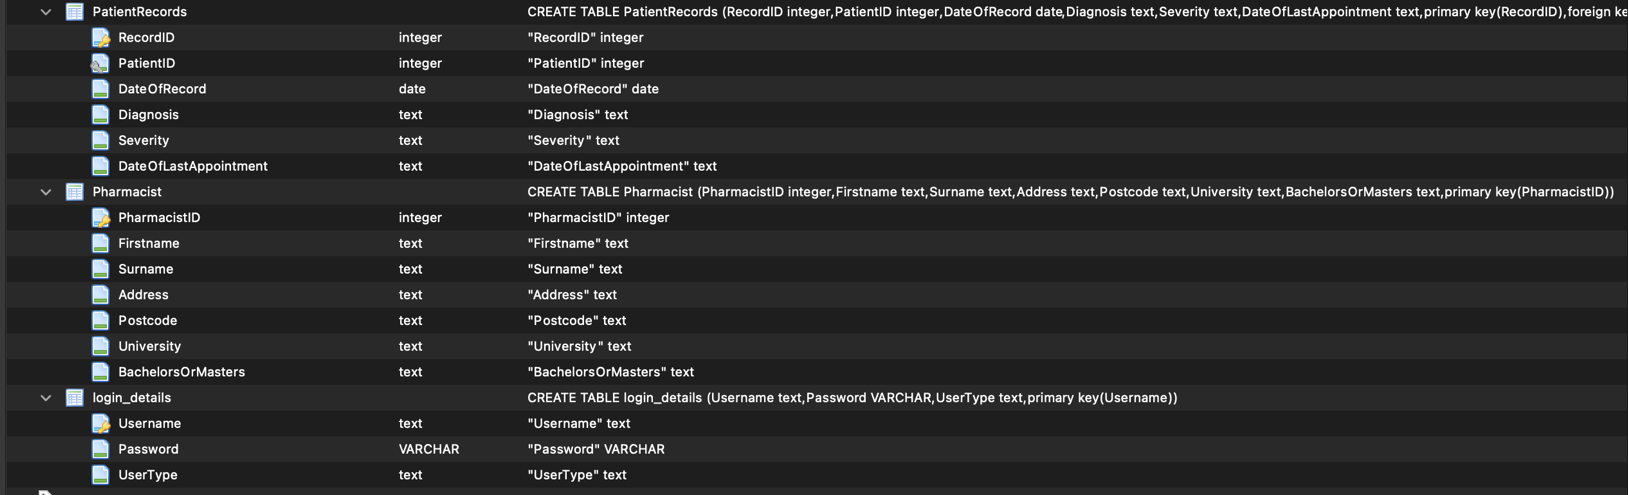 PatientRecords CREATE TABLE PatientRecords (RecordID integer,PatientID integer,DateOfRecord date,Diagnosis text,Severity text,DateOfLastAppointment text,primary key(RecordID),foreign ke
RecordID integer "RecordID" integer
PatientID integer "PatientID" integer
DateOfRecord date "DateOfRecord" date
Diagnosis text "Diagnosis" text
Severity text "Severity" text
DateOfLastAppointment text "DateOfLastAppointment" text
Pharmacist CREATE TABLE Pharmacist (PharmacistID integer,Firstname text,Surname text,Address text,Postcode text,University text,BachelorsOrMasters text,primary key(PharmacistID))
PharmacistID integer "PharmacistID" integer
Firstname text "Firstname" text
Surname text "Surname" text
Address text "Address" text
Postcode text "Postcode" text
University text "University" text
BachelorsOrMasters text "BachelorsOrMasters" text
login_details CREATE TABLE login_details (Username text,Password VARCHAR,UserType text,primary key(Username))
Username text "Username" text
Password VARCHAR "Password" VARCHAR
UserType text "UserType" text